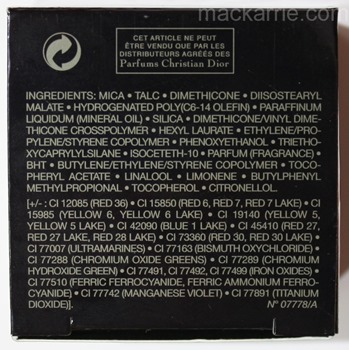 mackarrie.com
CET ARTICLE NE PEUT
ÊTRE VENDU QUE PAR LES
DISTRIBUTEURS AGRÉÉS DES
Parfums Christian Dior
INGREDIENTS: MICA • TALC • DIMETHICONE • DIISOSTEARYL
MALATE • HYDROGENATED POLY(C6-14 OLEFIN) • PARAFFINUM
LIQUIDUM (MINERAL OIL) • SILICA • DIMETHICONE/VINYL DIME-
THICONE CROSSPOLYMER • HEXYL LAURATE • ETHYLENE/PRO-
PYLENE/STYRENE COPOLYMER • PHENOXYETHANOL • TRIETHO-
XYCAPRYLYLSILANE • ISOCETETH-10 • PARFUM (FRAGRANCE) •
BHT • BUTYLENE/ETHYLENE/STYRENE COPOLYMER • TOCO-
PHERYL ACETATE • LINALOOL • LIMONENE • BUTYLPHENYL
METHYLPROPIONAL • TOCOPHEROL • CITRONELLOL.
[+/- : CI 12085 (RED 36) • CI 15850 (RED 6, RED 7, RED 7 LAKE) • CI
15985 (YELLOW 6, YELLOW 6 LAKE) • CI 19140 (YELLOW 5,
YELLOW 5 LAKE) • CI 42090 (BLUE 1 LAKE) • CI 45410 (RED 27,
RED 27 LAKE, RED 28 LAKE) • CI 73360 (RED 30, RED 30 LAKE) •
CI 77007 (ULTRAMARINES) • CI 77163 (BISMUTH OXYCHLORIDE) •
CI 77288 (CHROMIUM OXIDE GREENS) • CI 77289 (CHROMIUM
HYDROXIDE GREEN) • CI 77491, CI 77492, CI 77499 (IRON OXIDES) •
CI 77510 (FERRIC FERROCYANIDE, FERRIC AMMONIUM FERRO-
CYANIDE) • CI 77742 (MANGANESE VIOLET) • CI 77891 (TITANIUM
DIOXIDE)].
N° 07778/A